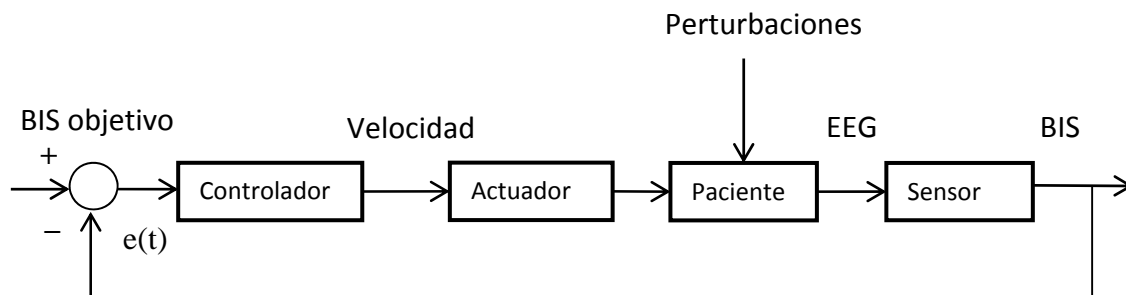 Perturbaciones
BIS objetivo
Velocidad
EEG
BIS
+
Controlador
Actuador
Paciente
Sensor
−
e(t)